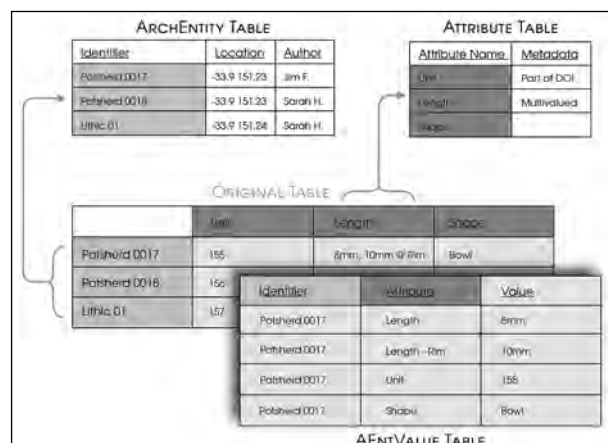 ARCHENTITY TABLE
Identifier Location Author
Potsherd 0017 -33.9 151.23 Jim F.
Potsherd 0018 -33.9 151.23 Sarah H.
Lithic 01 -33.9 151.24 Sarah H.
ATTRIBUTE TABLE
Attribute Name Metadata
Unit Part of DOI
Length Multivalued
Shape
ORIGINAL TABLE
Unit Length Shape
Potsherd 0017 155 8mm, 10mm @ Rim Bowl
Potsherd 0018 156
Lithic 01 157
Identifier Attribute Value
Potsherd 0017 Length 8mm
Potsherd 0017 Length -Rim 10mm
Potsherd 0017 Unit 155
Potsherd 0017 Shape Bowl
AENTVALUE TABLE